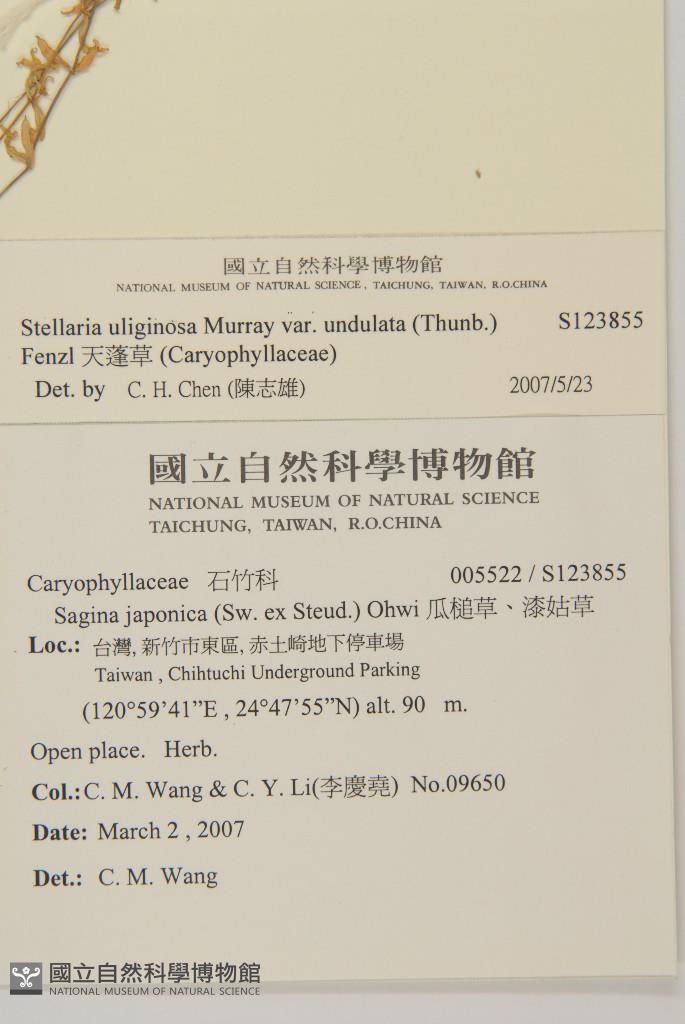 國立自然科學博物館
NATIONAL MUSEUM OF NATURAL SCIENCE, TAICHUNG, TAIWAN, R.O.CHINA
Stellaria uliginosa Murray var. undulata (Thunb.) S123855
Fenzl 天蓬草 (Caryophyllaceae)
Det. by C. H. Chen (陳志雄) 2007/5/23
國立自然科學博物館
NATIONAL MUSEUM OF NATURAL SCIENCE
TAICHUNG, TAIWAN, R.O.CHINA
Caryophyllaceae 石竹科 005522 / S123855
Sagina japonica (Sw. ex Steud.) Ohwi 瓜槌草、漆姑草
Loc.: 台灣, 新竹市東區, 赤土崎地下停車場
Taiwan , Chihtuchi Underground Parking
(120°59’41”E , 24°47’55”N) alt. 90 m.
Open place. Herb.
Col.: C. M. Wang & C. Y. Li(李慶堯) No.09650
Date: March 2 , 2007
Det.: C. M. Wang
國立自然科學博物館
NATIONAL MUSEUM OF NATURAL SCIENCE